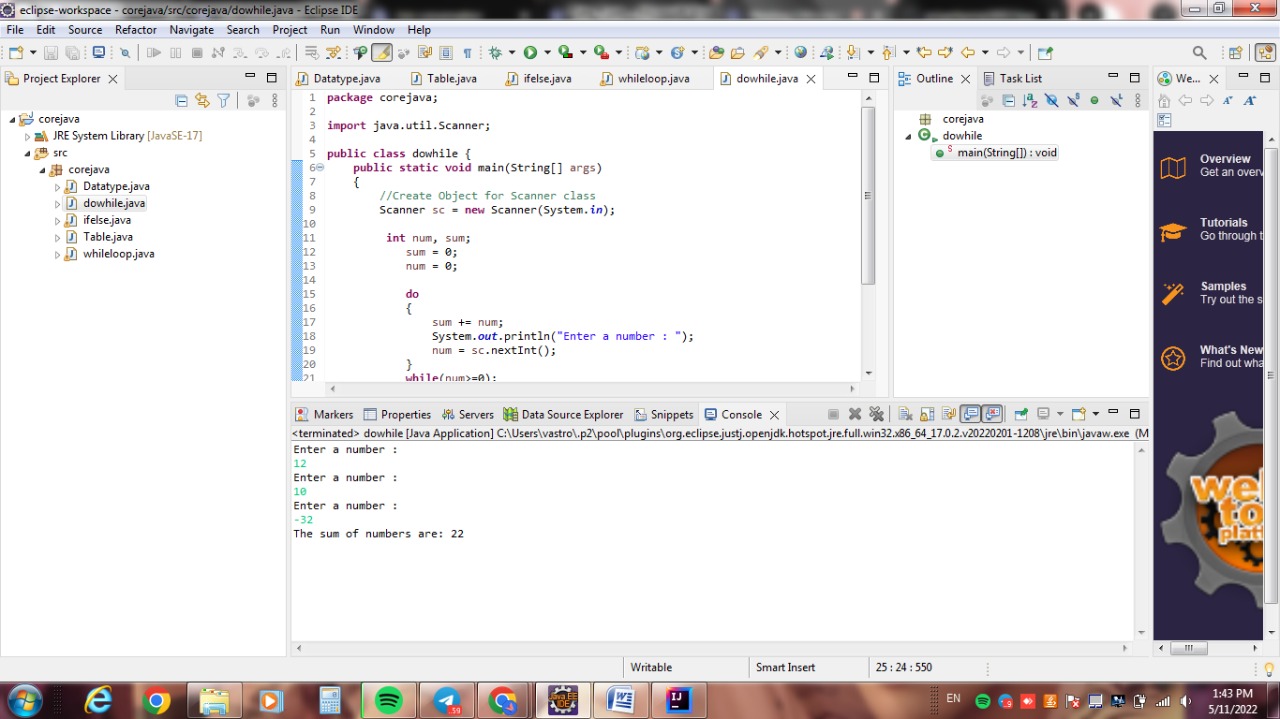 eclipse-workspace - corejava/src/corejava/dowhile.java - Eclipse IDE
File Edit Source Refactor Navigate Search Project Run Window Help
Project Explorer
corejava
JRE System Library [JavaSE-17]
src
corejava
Datatype.java
dowhile.java
ifelse.java
Table.java
whileloop.java
Datatype.java Table.java ifelse.java whileloop.java dowhile.java
1 package corejava;
2
3 import java.util.Scanner;
4
5 public class dowhile {
6 public static void main(String[] args)
7 {
8 //Create Object for Scanner class
9 Scanner sc = new Scanner(System.in);
10
11 int num, sum;
12 sum = 0;
13 num = 0;
14
15 do
16 {
17 sum += num;
18 System.out.println("Enter a number : ");
19 num = sc.nextInt();
20 }
21 while(num>=0);
Outline Task List
corejava
dowhile
main(String[]) : void
We...
Overview
Get an overv
Tutorials
Go through t
Samples
Try out the s
What's New
Find out wha
Markers Properties Servers Data Source Explorer Snippets Console
<terminated> dowhile [Java Application] C:\Users\vastro\.p2\pool\plugins\org.eclipse.justj.openjdk.hotspot.jre.full.win32.x86_64_17.0.2.v20220201-1208\jre\bin\javaw.exe (M
Enter a number :
12
Enter a number :
10
Enter a number :
-32
The sum of numbers are: 22
Writable Smart Insert 25 : 24 : 550
Java EE
IDE
IJ
59
EN
1:43 PM
5/11/2022